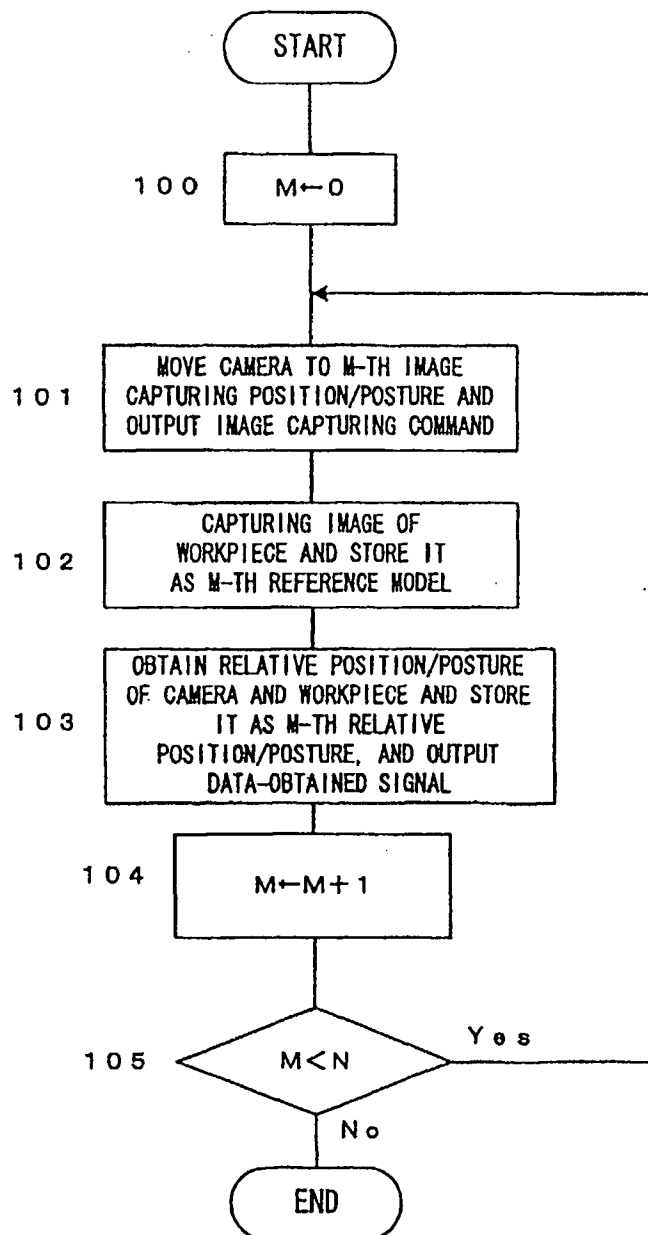 START
100
M←0
101
MOVE CAMERA TO M-TH IMAGE
CAPTURING POSITION/POSTURE AND
OUTPUT IMAGE CAPTURING COMMAND
102
CAPTURING IMAGE OF
WORKPIECE AND STORE IT
AS M-TH REFERENCE MODEL
103
OBTAIN RELATIVE POSITION/POSTURE
OF CAMERA AND WORKPIECE AND STORE
IT AS M-TH RELATIVE
POSITION/POSTURE, AND OUTPUT
DATA-OBTAINED SIGNAL
104
M←M+1
105
M<N
Yes
No
END